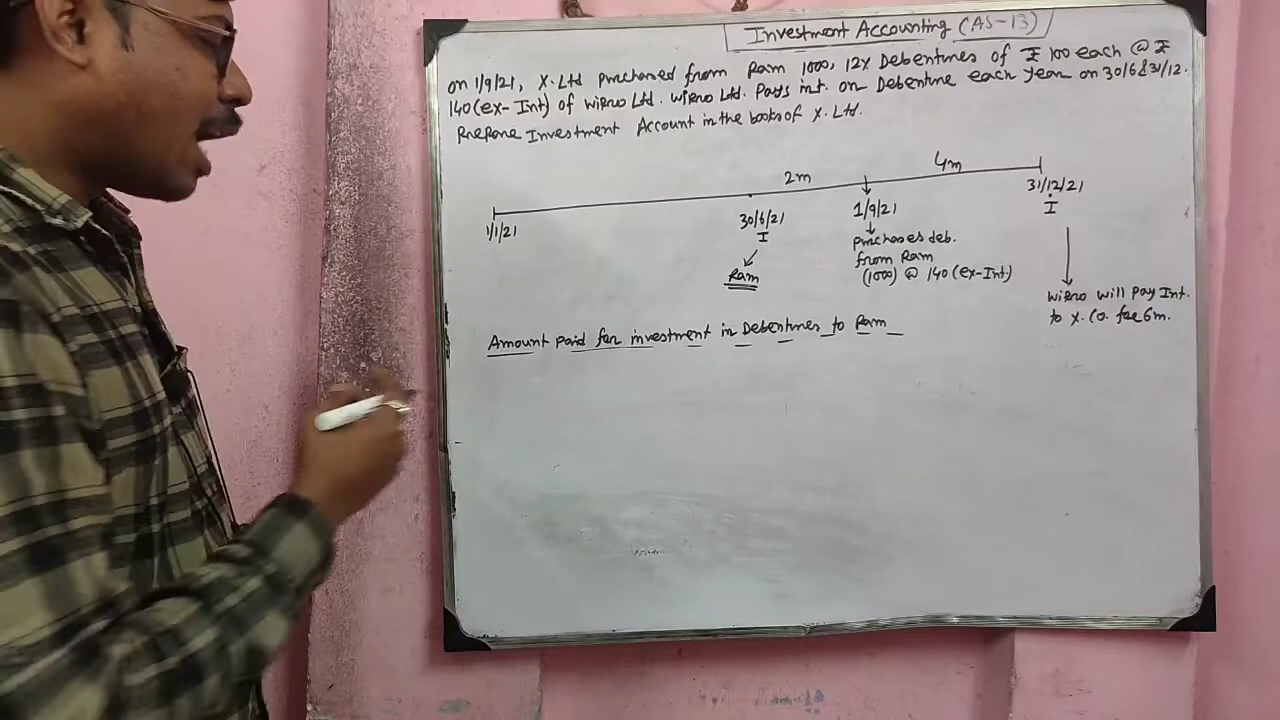 Investment Accounting (AS-13)
on 1/9/21, X.Ltd purchased from Ram 1000, 12% Debentures of ₹ 100 each @ ₹
140 (ex-Int) of Wipro Ltd. Wipro Ltd. Pays int. on Debenture each year on 30/6 & 31/12.
Prepare Investment Account in the books of X. Ltd.
2m
4m
1/1/21
30/6/21
1/9/21
31/12/21
I
I
Ram
purchases deb.
from Ram
(1000) @ 140 (ex-Int)
Wipro will pay Int.
to X. Co. for 6m.
Amount paid for investment in Debentures to Ram